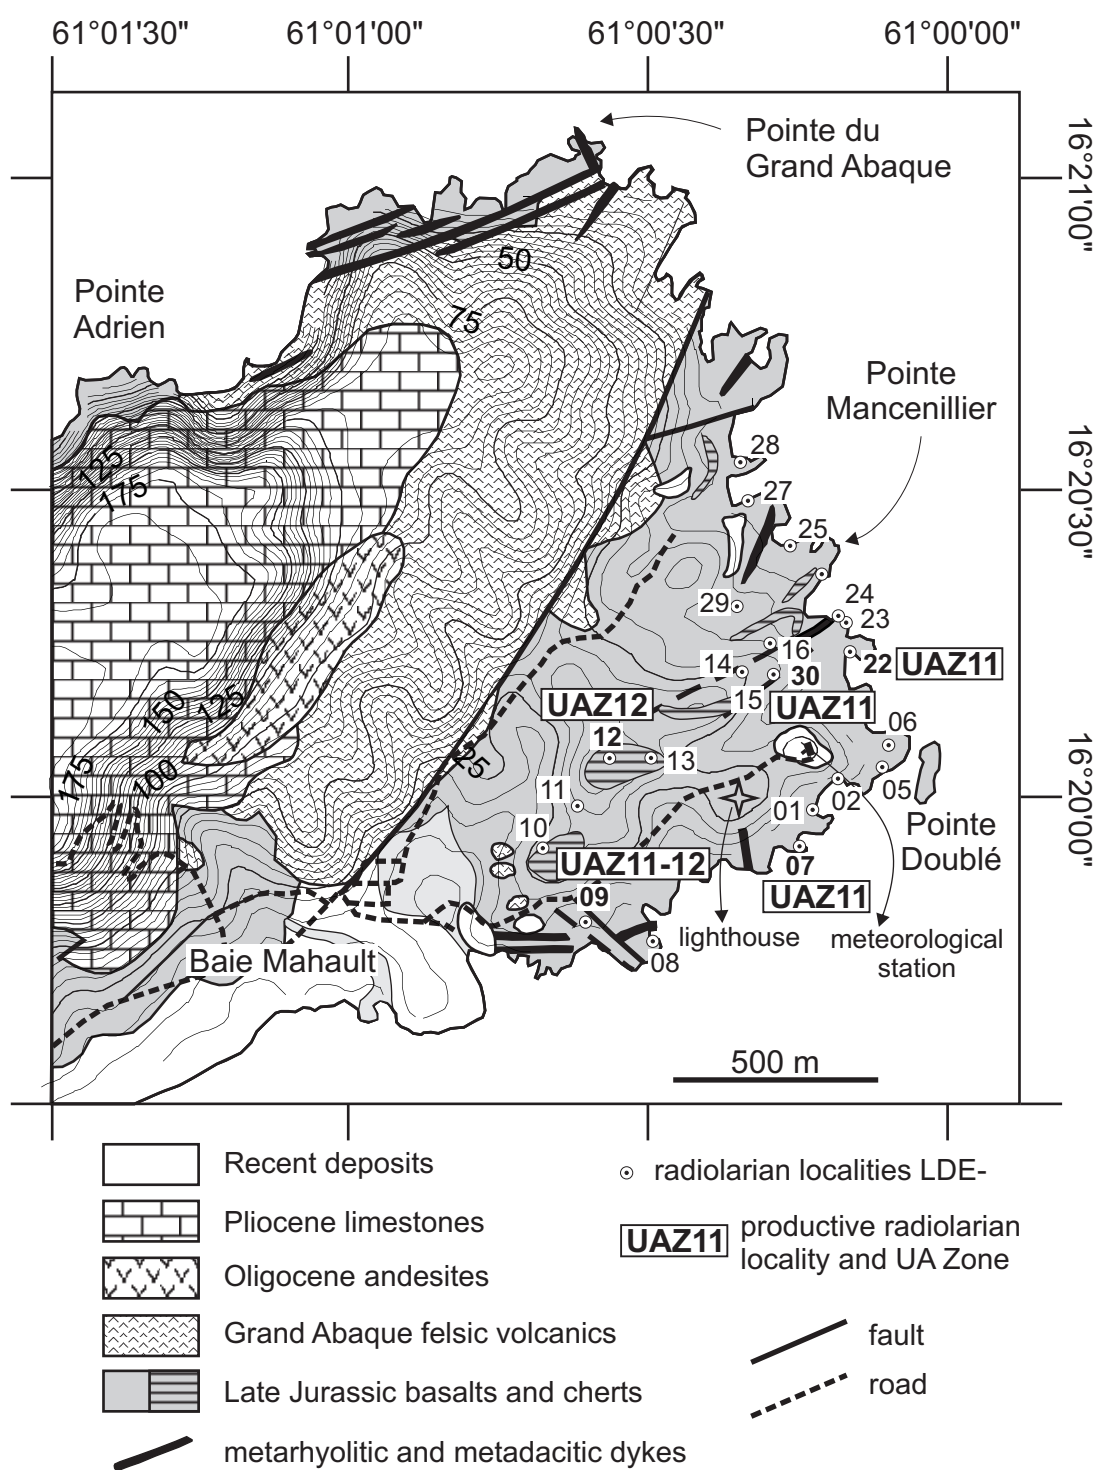 61°01'30"
61°01'00"
61°00'30"
61°00'00"
Pointe du
Grand Abaque
16°21'00"
50
Pointe
Adrien
75
Pointe
Mancenillier
125
175
28
27
16°20'30"
25
29
24
23
16
14
30
22 UAZ11
150
125
UAZ12
15
UAZ11
12
06
13
175
100
25
11
05
16°20'00"
01
02
10
Pointe
Doublé
UAZ11-12
07
UAZ11
09
lighthouse
meteorological
station
Baie Mahault
08
500 m
Recent deposits
Pliocene limestones
Oligocene andesites
Grand Abaque felsic volcanics
Late Jurassic basalts and cherts
metarhyolitic and metadacitic dykes
radiolarian localities LDE-
UAZ11
productive radiolarian
locality and UA Zone
fault
road